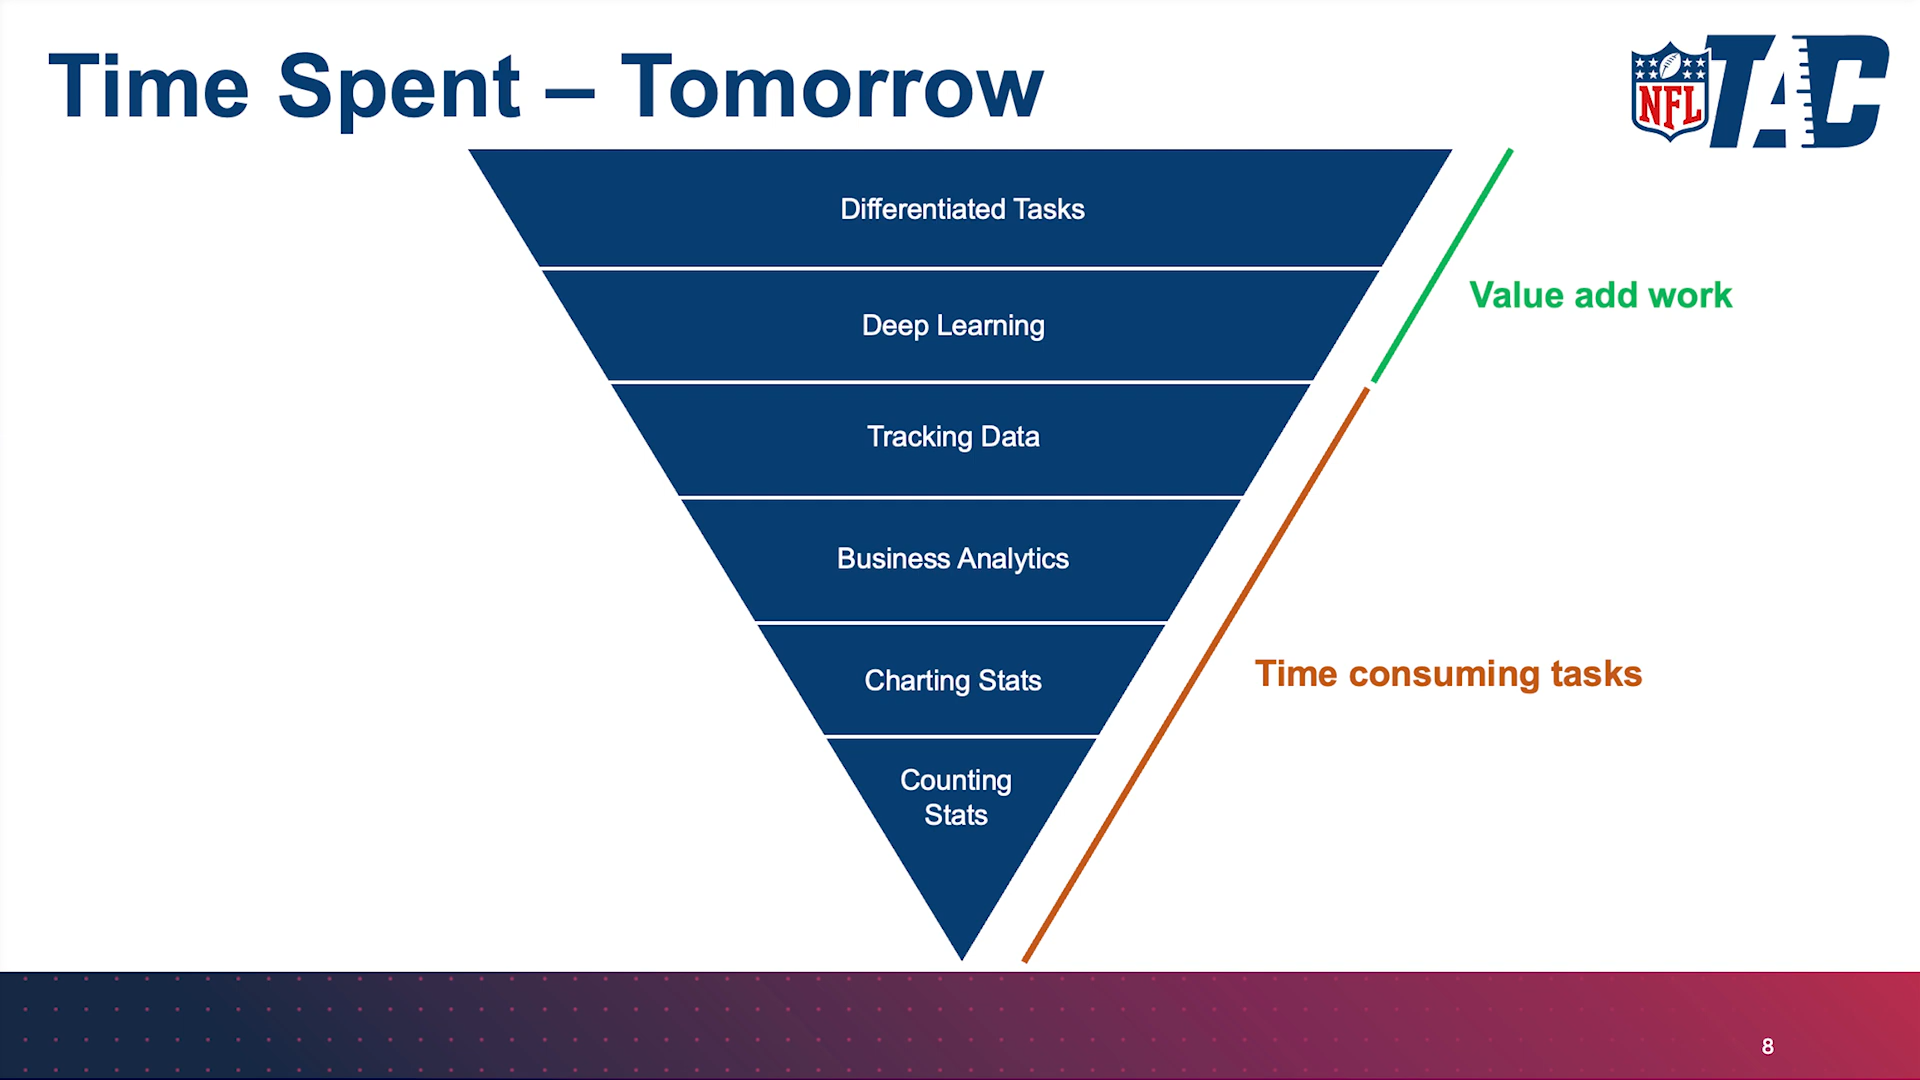 Time Spent – Tomorrow
NFL TAC
Differentiated Tasks
Value add work
Deep Learning
Tracking Data
Business Analytics
Time consuming tasks
Charting Stats
Counting
Stats
8